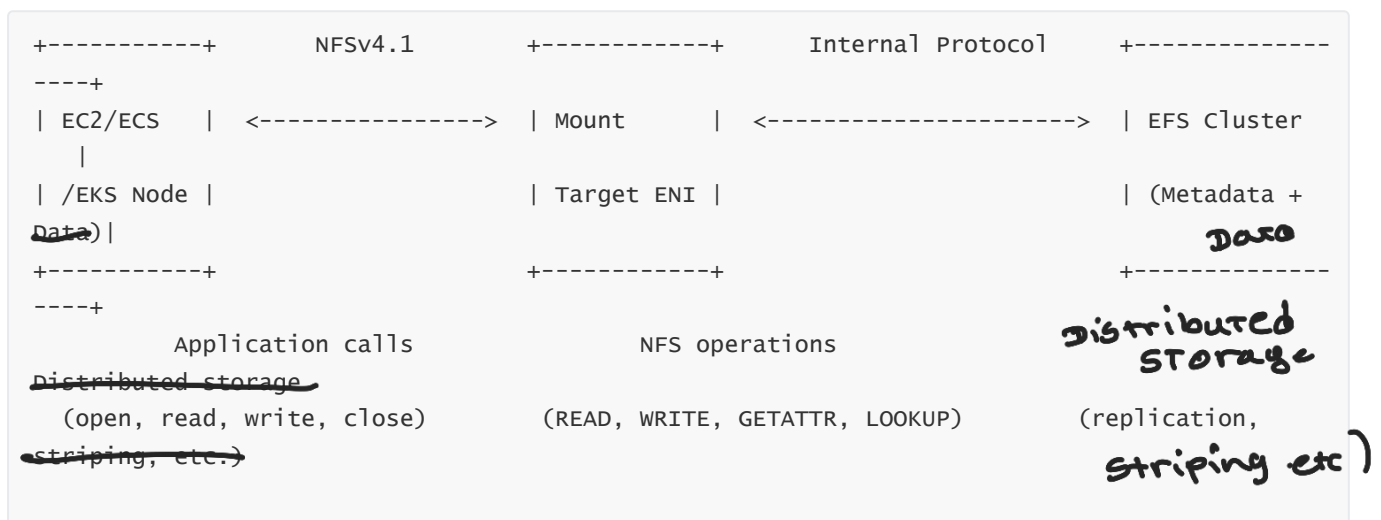 +-----------+        NFSv4.1        +------------+      Internal Protocol      +--------------
----+
| EC2/ECS   |  <---------------->  | Mount      |  <---------------------->  | EFS Cluster
   |
| /EKS Node |                      | Target ENI |                            | (Metadata +
Data)|                                                                        Data
+-----------+                      +------------+                            +--------------
----+
Distributed
Application calls                NFS operations                storage
Distributed storage
(open, read, write, close)        (READ, WRITE, GETATTR, LOOKUP)        (replication,
striping, etc.)                                                        striping etc)